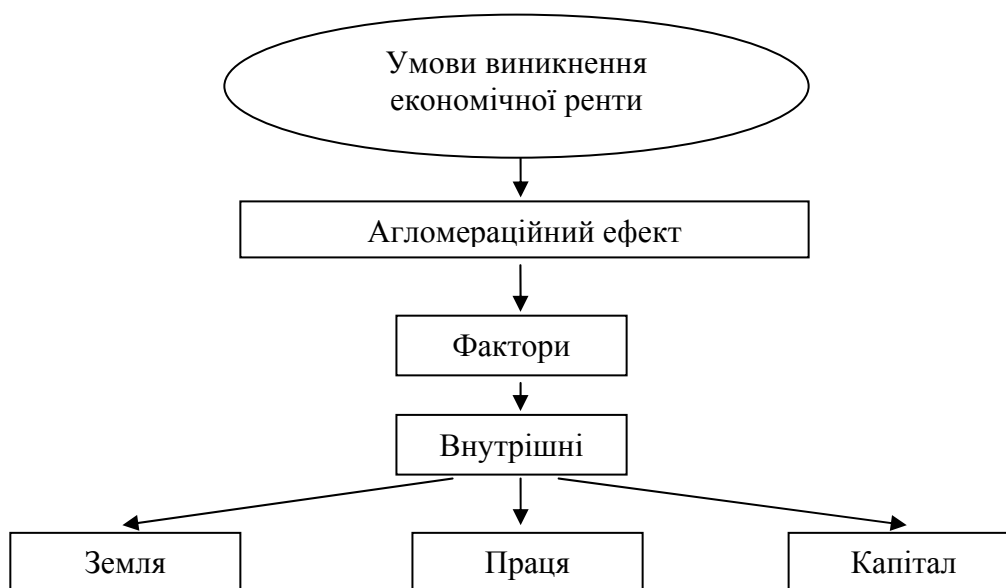 Умови виникнення
економічної ренти
Агломераційний ефект
Фактори
Внутрішні
Земля
Праця
Капітал